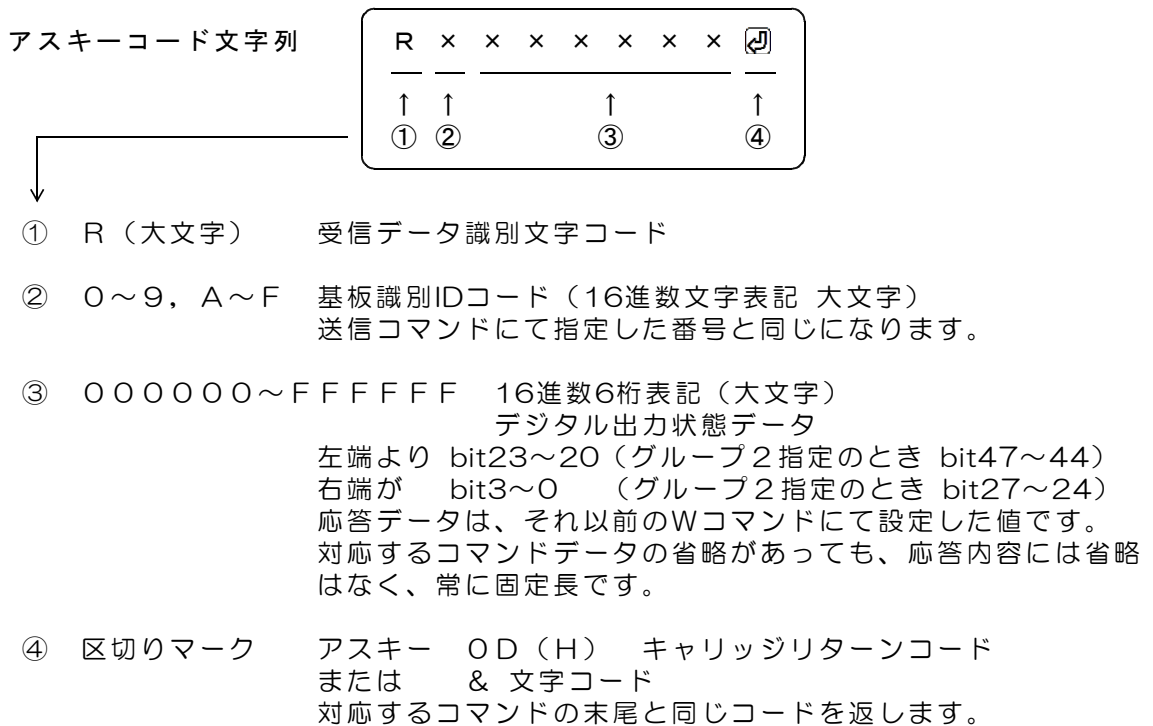 アスキーコード文字列
R × × × × × × × ⏎
↑ ↑ ↑ ↑
① ② ③ ④
① R（大文字） 受信データ識別文字コード
② 0～9，A～F 基板識別IDコード（16進数文字表記 大文字）
送信コマンドにて指定した番号と同じになります。
③ 000000～FFFFFF 16進数6桁表記（大文字）
デジタル出力状態データ
左端より bit23～20（グループ2指定のとき bit47～44）
右端が bit3～0 （グループ2指定のとき bit27～24）
応答データは、それ以前のWコマンドにて設定した値です。
対応するコマンドデータの省略があっても、応答内容には省略
はなく、常に固定長です。
④ 区切りマーク アスキー 0D（H） キャリッジリターンコード
または & 文字コード
対応するコマンドの末尾と同じコードを返します。